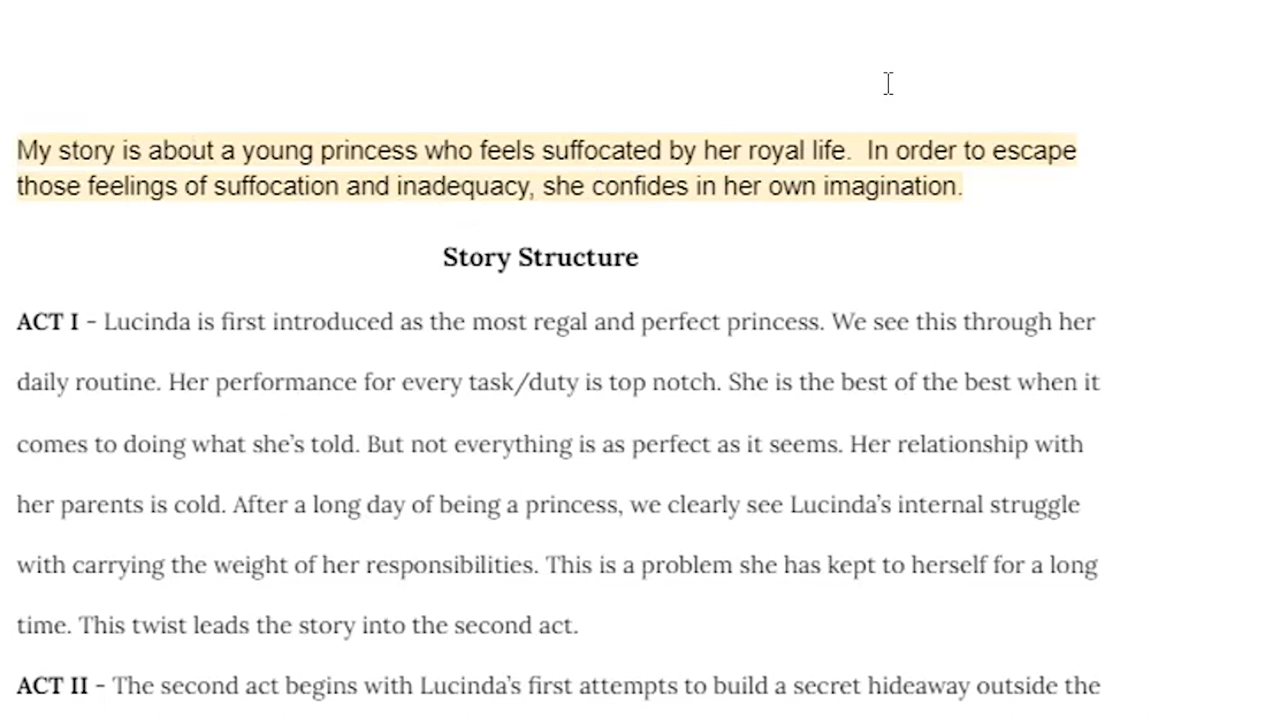 My story is about a young princess who feels suffocated by her royal life.  In order to escape
those feelings of suffocation and inadequacy, she confides in her own imagination.
Story Structure
ACT I - Lucinda is first introduced as the most regal and perfect princess. We see this through her
daily routine. Her performance for every task/duty is top notch. She is the best of the best when it
comes to doing what she’s told. But not everything is as perfect as it seems. Her relationship with
her parents is cold. After a long day of being a princess, we clearly see Lucinda’s internal struggle
with carrying the weight of her responsibilities. This is a problem she has kept to herself for a long
time. This twist leads the story into the second act.
ACT II - The second act begins with Lucinda’s first attempts to build a secret hideaway outside the